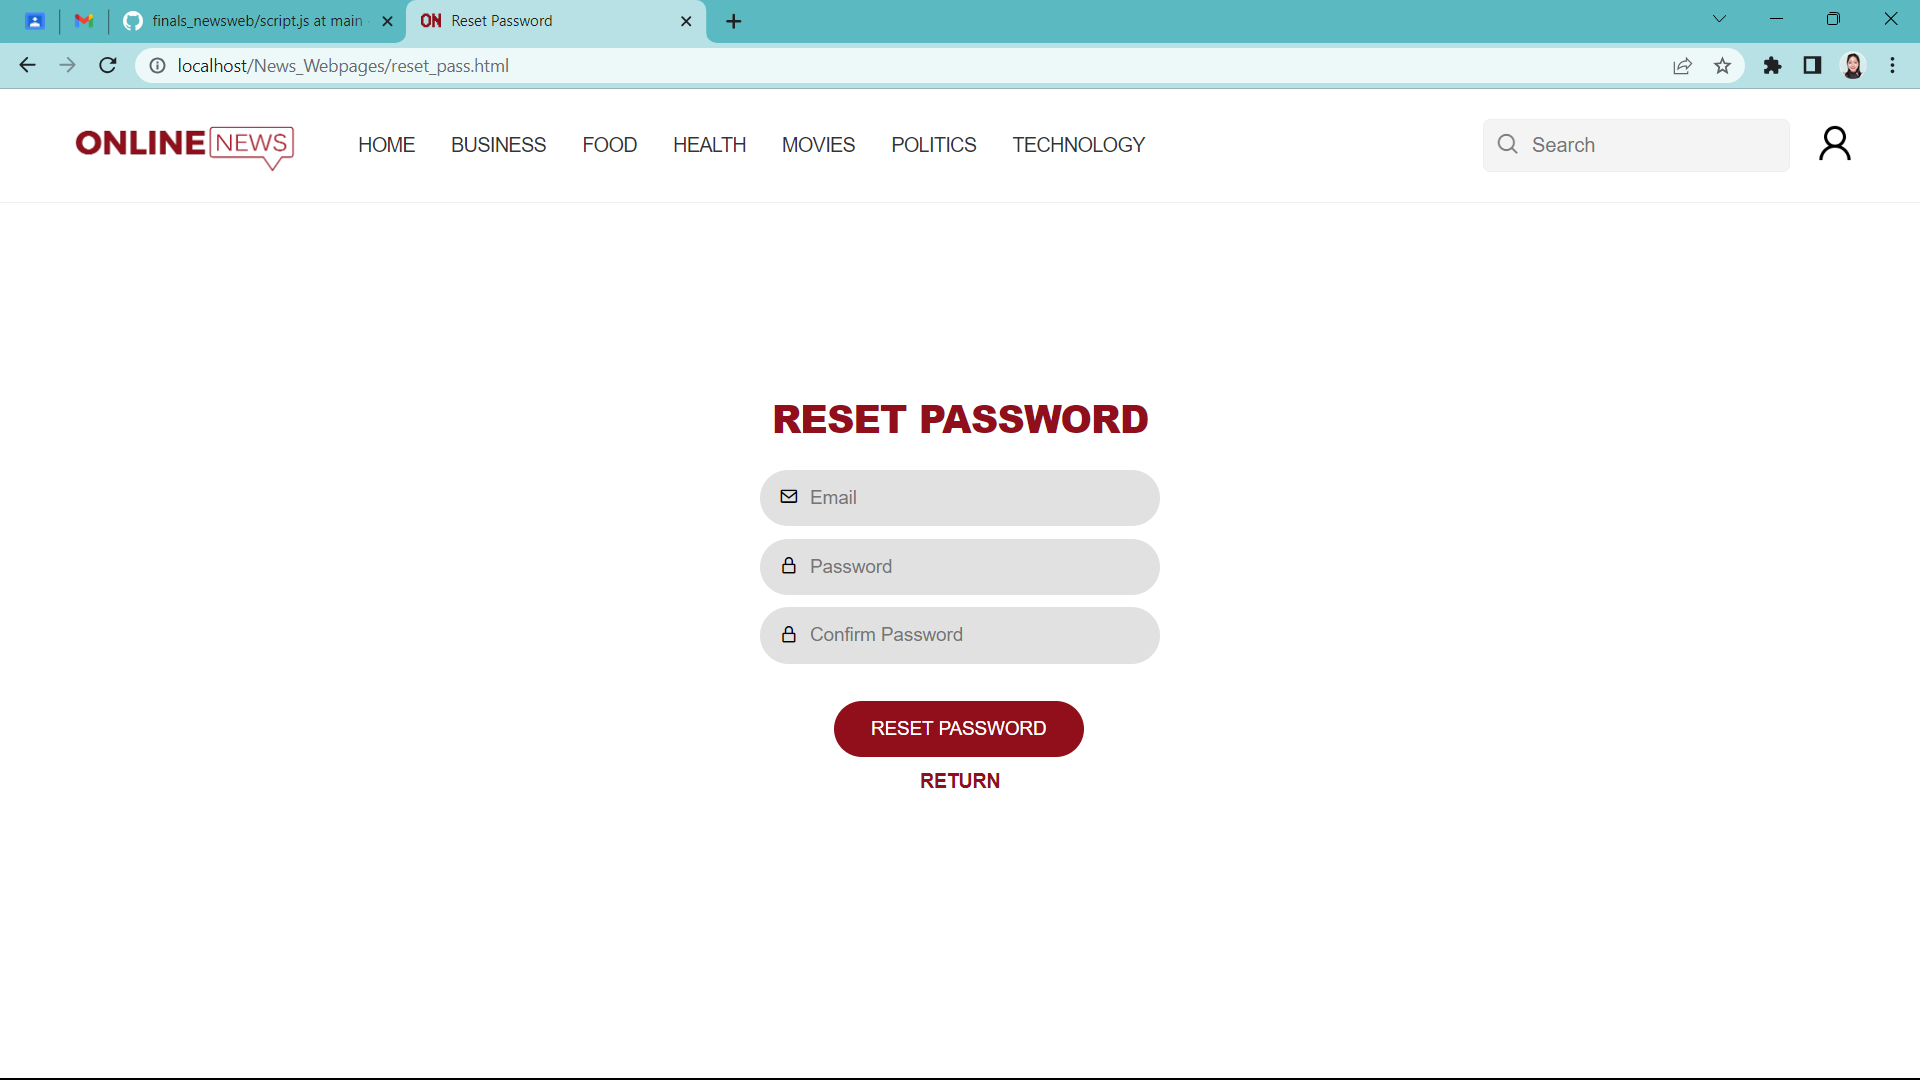 finals_newsweb/script.js at main
ON Reset Password
localhost/News_Webpages/reset_pass.html
ONLINE NEWS HOME BUSINESS FOOD HEALTH MOVIES POLITICS TECHNOLOGY Search
RESET PASSWORD
Email
Password
Confirm Password
RESET PASSWORD
RETURN